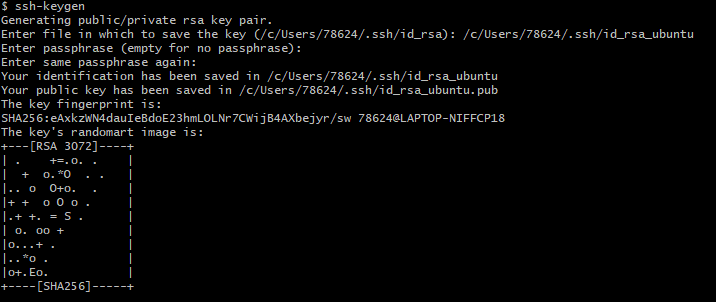 $ ssh-keygen
Generating public/private rsa key pair.
Enter file in which to save the key (/c/Users/78624/.ssh/id_rsa): /c/Users/78624/.ssh/id_rsa_ubuntu
Enter passphrase (empty for no passphrase):
Enter same passphrase again:
Your identification has been saved in /c/Users/78624/.ssh/id_rsa_ubuntu
Your public key has been saved in /c/Users/78624/.ssh/id_rsa_ubuntu.pub
The key fingerprint is:
SHA256:eAxkzWN4dauIeBdoE23hmLOLNr7CWijB4AXbejyr/sw 78624@LAPTOP-NIFFCP18
The key's randomart image is:
+---[RSA 3072]----+
| .    +=.o. .    |
|  +  o.*O  . .   |
|.. o  O+o.  .    |
|+ +  o O o .     |
|.+ +. = S .      |
| o. oo +         |
|o...+ .          |
|..*o .           |
|o+.Eo.           |
+----[SHA256]-----+